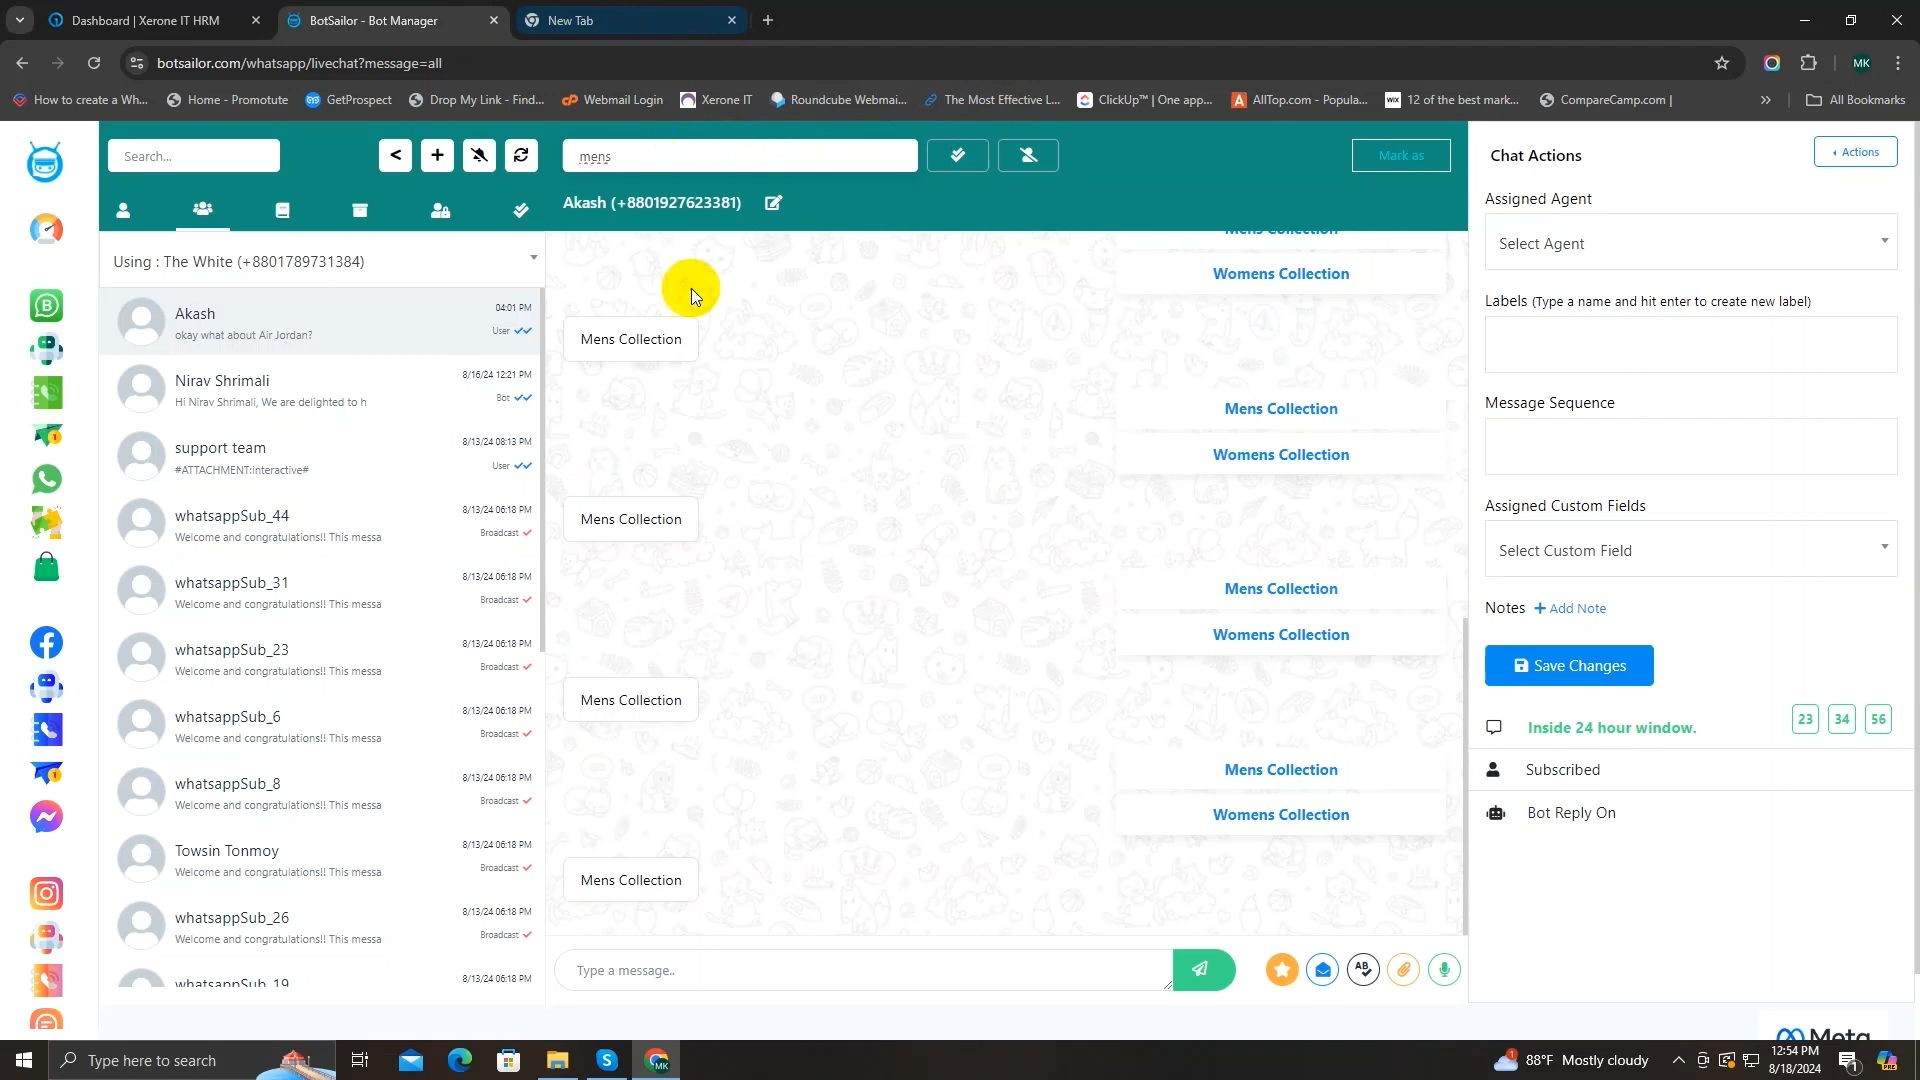 Dashboard | Xerone IT HRM
BotSailor - Bot Manager
New Tab
botsailor.com/whatsapp/livechat?message=all
MK
How to create a Wh...
Home - Promotute
GetProspect
Drop My Link - Find...
Webmail Login
Xerone IT
Roundcube Webmai...
The Most Effective L...
ClickUp™ | One app...
AllTop.com - Popula...
WIX
12 of the best mark...
CompareCamp.com |
All Bookmarks
Search...
mens
Mark as
Akash (+8801927623381)
Using : The White (+8801789731384)
Akash
04:01 PM
okay what about Air Jordan?
User
Nirav Shrimali
8/16/24 12:21 PM
Hi Nirav Shrimali, We are delighted to h
Bot
support team
8/13/24 08:13 PM
#ATTACHMENT:interactive#
User
whatsappSub_44
8/13/24 06:18 PM
Welcome and congratulations!! This messa
Broadcast
whatsappSub_31
8/13/24 06:18 PM
Welcome and congratulations!! This messa
Broadcast
whatsappSub_23
8/13/24 06:18 PM
Welcome and congratulations!! This messa
Broadcast
whatsappSub_6
8/13/24 06:18 PM
Welcome and congratulations!! This messa
Broadcast
whatsappSub_8
8/13/24 06:18 PM
Welcome and congratulations!! This messa
Broadcast
Towsin Tonmoy
8/13/24 06:18 PM
Welcome and congratulations!! This messa
Broadcast
whatsappSub_26
8/13/24 06:18 PM
Welcome and congratulations!! This messa
Broadcast
whatsappSub_19
8/13/24 06:18 PM
Mens Collection
Womens Collection
Mens Collection
Mens Collection
Womens Collection
Mens Collection
Mens Collection
Womens Collection
Mens Collection
Mens Collection
Womens Collection
Mens Collection
Type a message..
AB
Chat Actions
Actions
Assigned Agent
Select Agent
Labels (Type a name and hit enter to create new label)
Message Sequence
Assigned Custom Fields
Select Custom Field
Notes + Add Note
Save Changes
Inside 24 hour window.
23 34 56
Subscribed
Bot Reply On
Meta
Type here to search
88°F Mostly cloudy
12:54 PM
8/18/2024